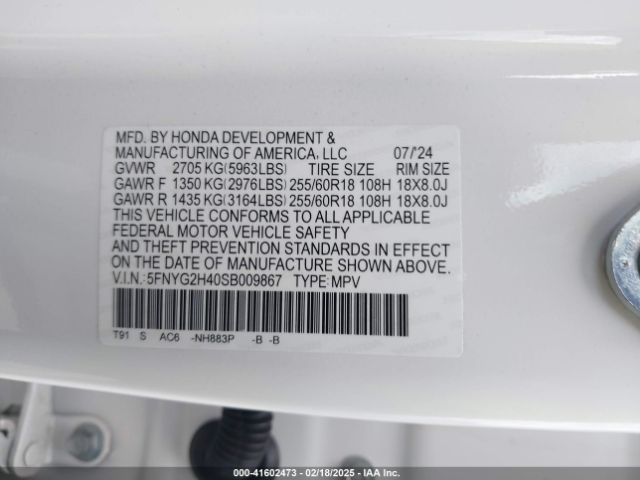 MFD. BY HONDA DEVELOPMENT &
MANUFACTURING OF AMERICA, LLC 07/'24
GVWR 2705 KG(5963LBS) TIRE SIZE RIM SIZE
GAWR F 1350 KG(2976LBS) 255/60R18 108H 18X8.0J
GAWR R 1435 KG(3164LBS) 255/60R18 108H 18X8.0J
THIS VEHICLE CONFORMS TO ALL APPLICABLE
FEDERAL MOTOR VEHICLE SAFETY
AND THEFT PREVENTION STANDARDS IN EFFECT
ON THE DATE OF MANUFACTURE SHOWN ABOVE.
V.I.N.:5FNYG2H40SB009867 TYPE:MPV
T91 S AC6 -NH883P -B -B
000-41602473 - 02/18/2025 - IAA Inc.